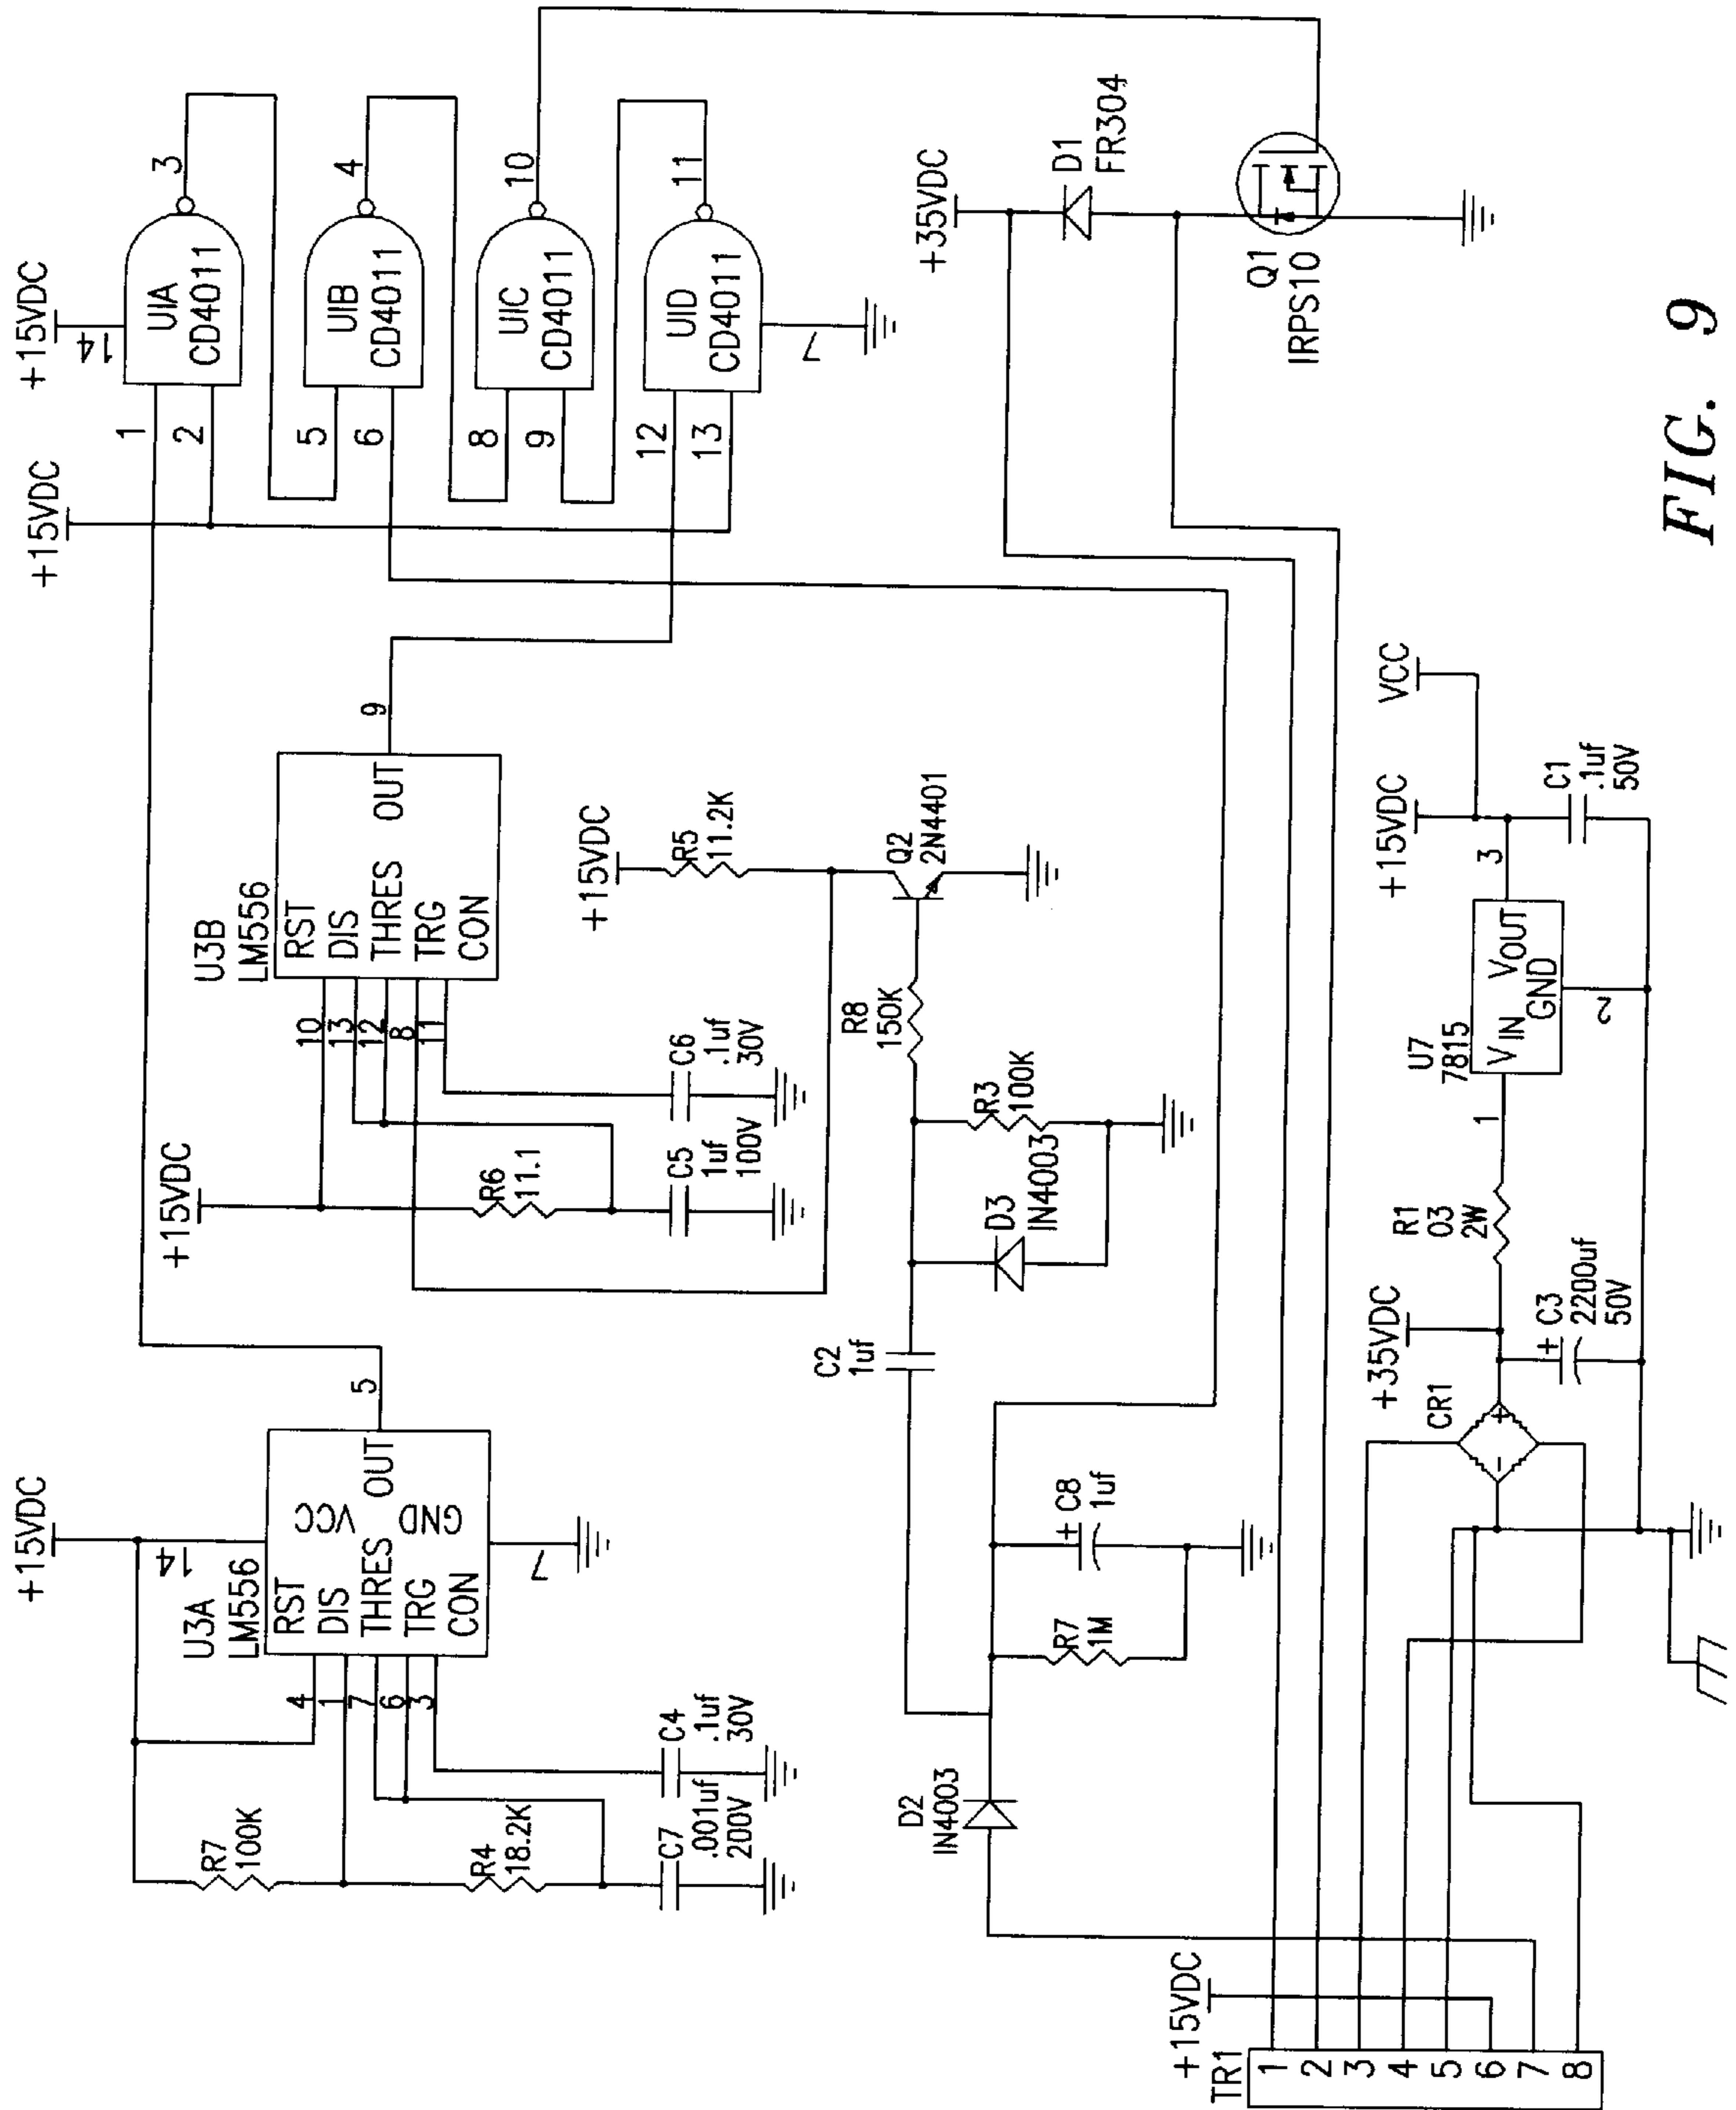 +15VDC
14
U3A
LM556
RST
DIS
THRES
TRG
CON
VCC
GND
OUT
5
4
1
7
6
3
7
R7
100K
R4
18.2K
C7
.001uf
200V
C4
.1uf
30V
+15VDC
U3B
LM556
RST
DIS
THRES
TRG
CON
OUT
9
10
13
12
8
11
R6
11.1
C5
1uf
100V
C6
.1uf
30V
+15VDC
R5
11.2K
Q2
2N4401
R8
150K
R3
100K
D3
IN4003
C2
1uf
+15VDC
+15VDC
14
1
2
UIA
CD4011
3
5
6
UIB
CD4011
4
8
9
UIC
CD4011
10
12
13
UID
CD4011
11
7
D2
IN4003
R7
1M
+
C8
1uf
+35VDC
D1
FR304
Q1
IRPS10
+15VDC
TR1
1
2
3
4
5
6
7
8
CR1
+
-
+35VDC
+
C3
2200uf
50V
R1
03
2W
1
U7
7815
VIN
VOUT
GND
2
3
+15VDC
VCC
C1
.1uf
50V
FIG. 9